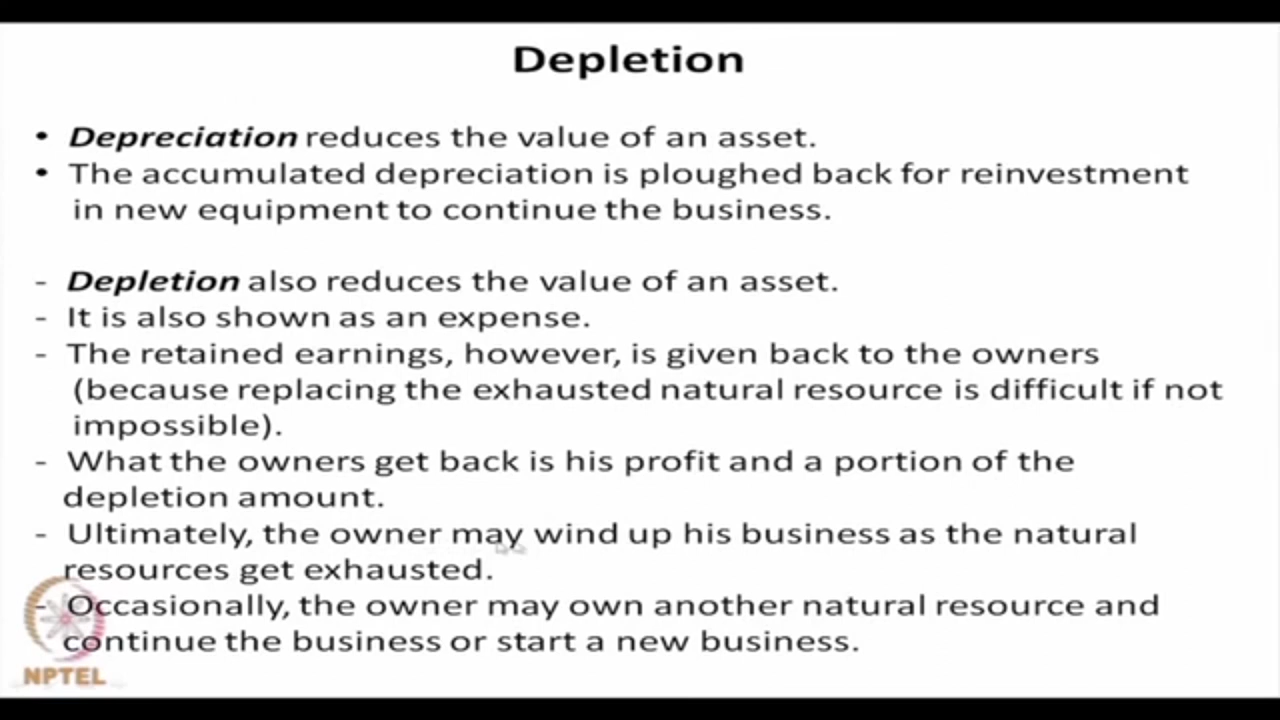 Depletion
• Depreciation reduces the value of an asset.
• The accumulated depreciation is ploughed back for reinvestment
in new equipment to continue the business.
- Depletion also reduces the value of an asset.
- It is also shown as an expense.
- The retained earnings, however, is given back to the owners
(because replacing the exhausted natural resource is difficult if not
impossible).
- What the owners get back is his profit and a portion of the
depletion amount.
- Ultimately, the owner may wind up his business as the natural
resources get exhausted.
- Occasionally, the owner may own another natural resource and
continue the business or start a new business.
NPTEL